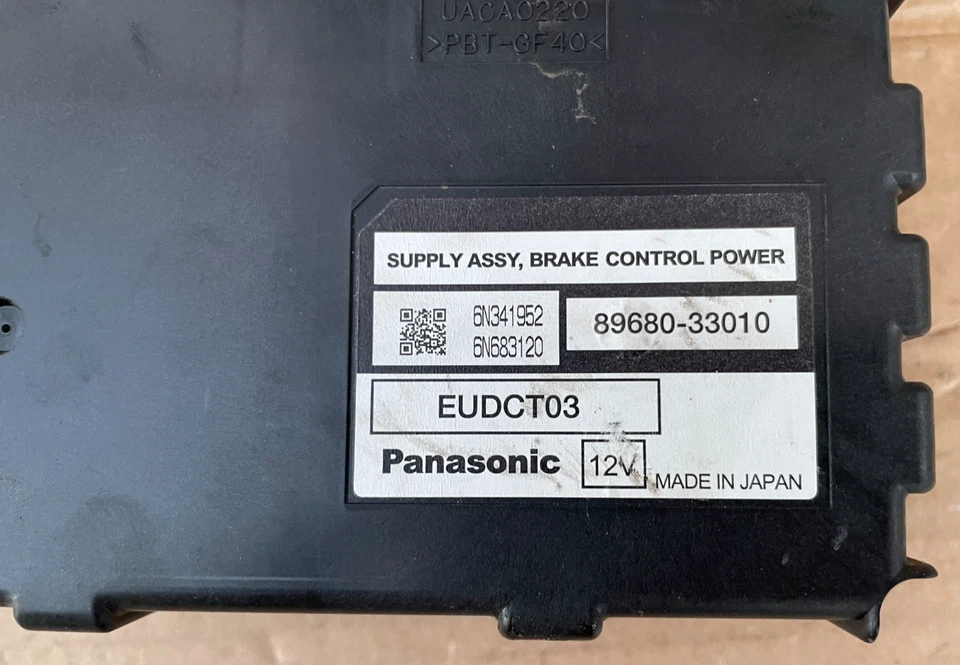 UACA0220
>PBT-GF40<
SUPPLY ASSY, BRAKE CONTROL POWER
6N341952
6N683120
89680-33010
EUDCT03
Panasonic 12V MADE IN JAPAN